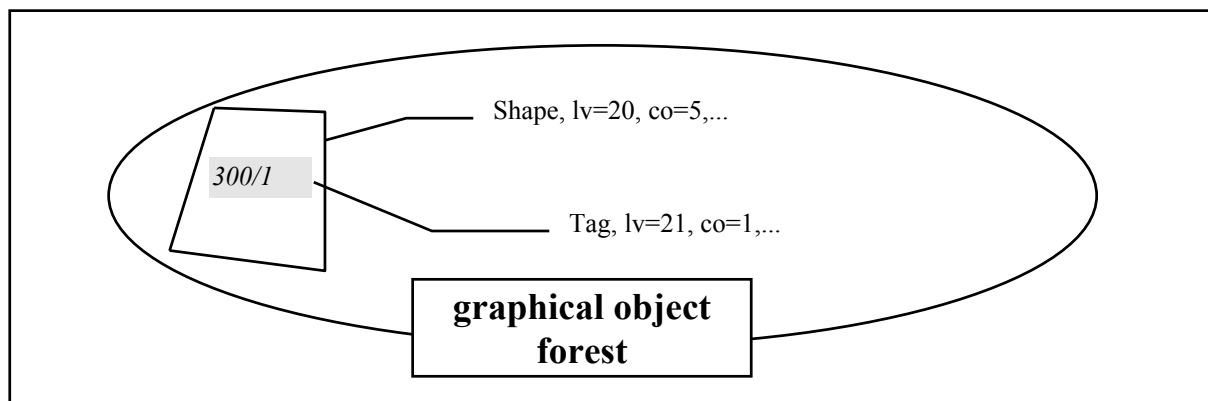 Shape, lv=20, co=5,...
300/1
Tag, lv=21, co=1,...
graphical object
forest